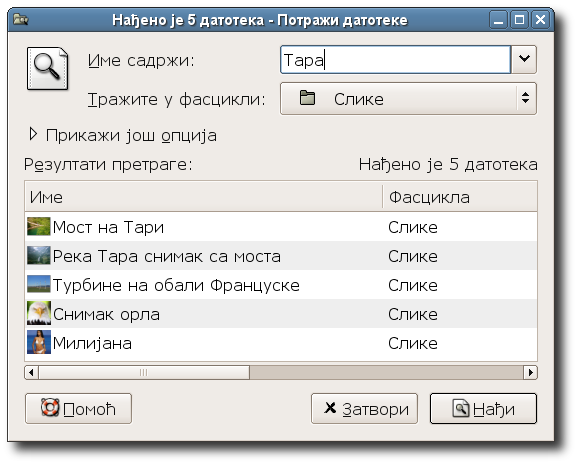 Нађено је 5 датотека - Потражи датотеке
Име садржи: Тара
Тражите у фасцикли: Слике
Прикажи још опција
Резултати претраге: Нађено је 5 датотека
Име Фасцикла
Мост на Тари Слике
Река Тара снимак са моста Слике
Турбине на обали Француске Слике
Снимак орла Слике
Милијана Слике
Помоћ Затвори Нађи